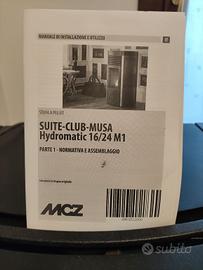 MANUALE DI INSTALLAZIONE E UTILIZZO
STUFA A PELLET
SUITE-CLUB-MUSA
Hydromatic 16/24 M1
PARTE 1 - NORMATIVA E ASSEMBLAGGIO
MCZ
subito